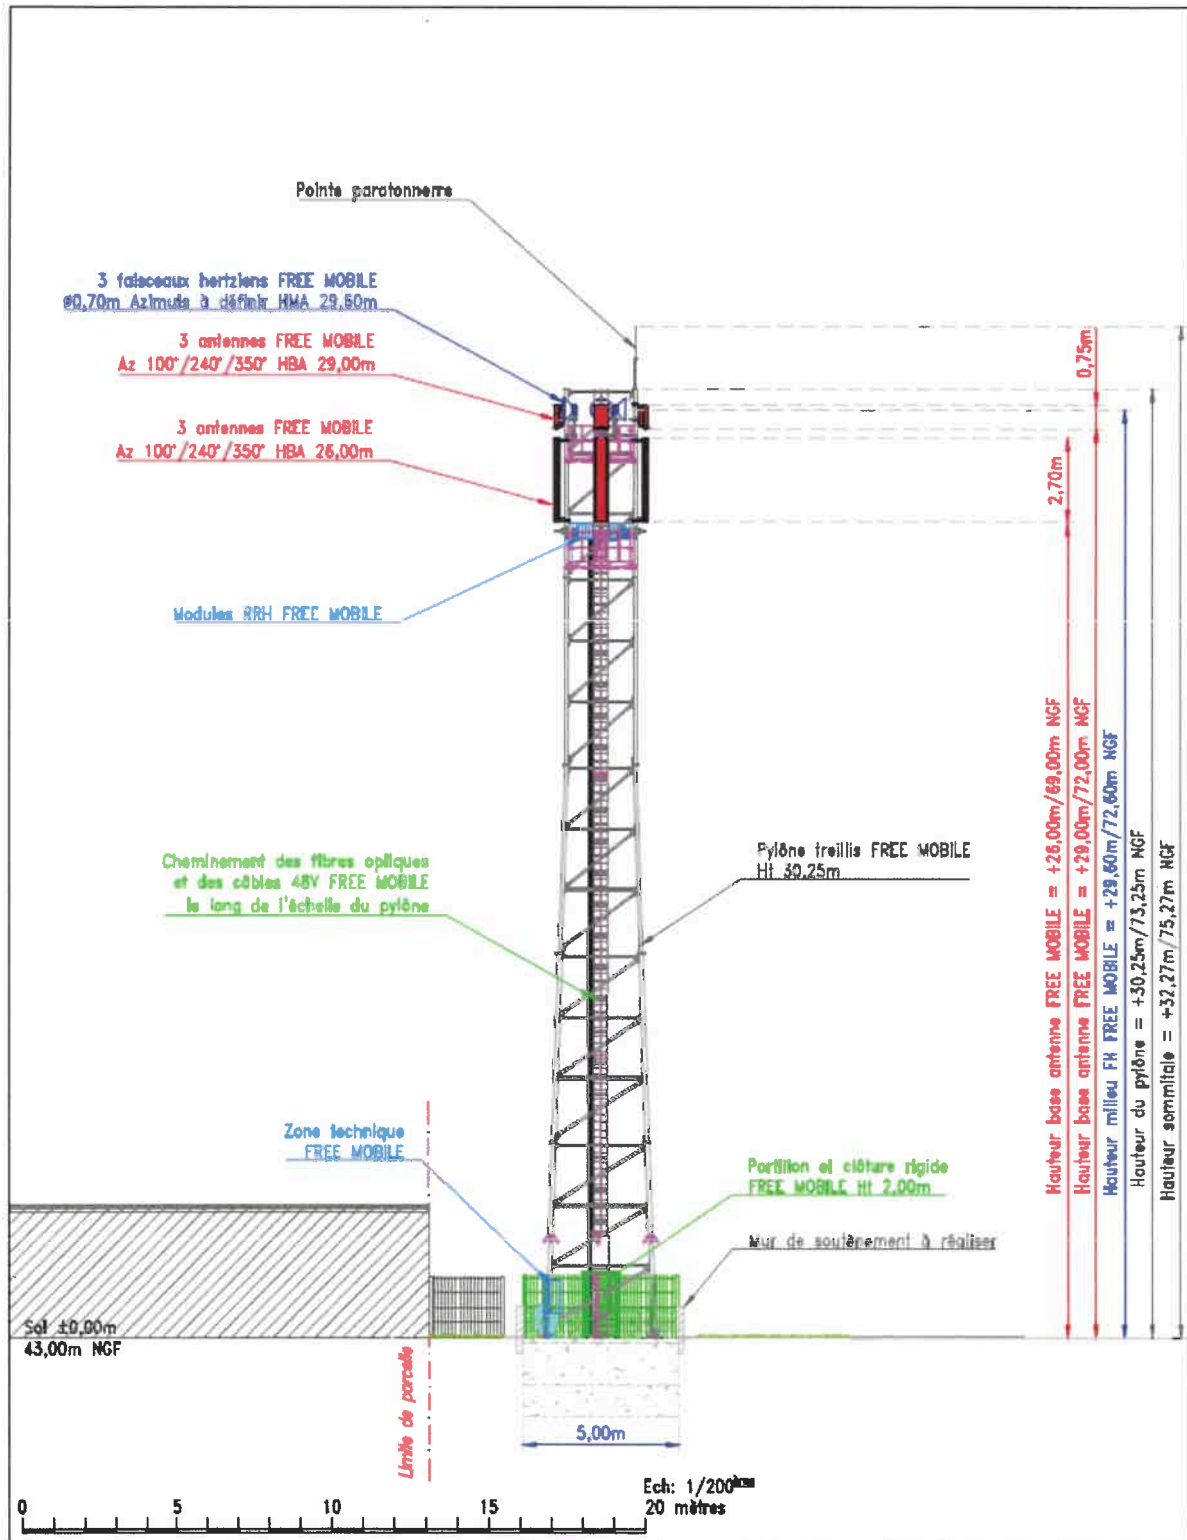 Pointe paratonnerre
3 faisceaux hertziens FREE MOBILE
ø0,70m Azimuts à définir HMA 29,60m
3 antennes FREE MOBILE
Az 100°/240°/350° HBA 29,00m
3 antennes FREE MOBILE
Az 100°/240°/350° HBA 26,00m
Modules RRH FREE MOBILE
Cheminement des fibres optiques
et des câbles 48V FREE MOBILE
le long de l'échelle du pylône
Pylône treillis FREE MOBILE
Ht 30,25m
Zone technique
FREE MOBILE
Portillon et clôture rigide
FREE MOBILE Ht 2,00m
Mur de soutènement à réaliser
0,75m
2,70m
Hauteur base antenne FREE MOBILE = +26,00m/69,00m NGF
Hauteur base antenne FREE MOBILE = +29,00m/72,00m NGF
Hauteur milieu FH FREE MOBILE = +29,60m/72,60m NGF
Hauteur du pylône = +30,25m/73,25m NGF
Hauteur sommitale = +32,27m/75,27m NGF
Sol ±0,00m
43,00m NGF
Limite de parcelle
5,00m
Ech: 1/200ème
0 5 10 15 20 mètres